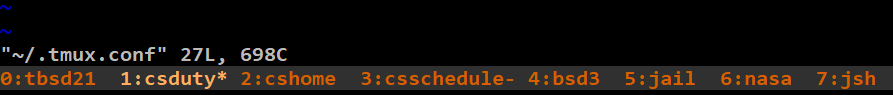 ~
~
"~/.tmux.conf" 27L, 698C
0:tbsd21  1:csduty* 2:cshome  3:csschedule- 4:bsd3  5:jail  6:nasa  7:jsh